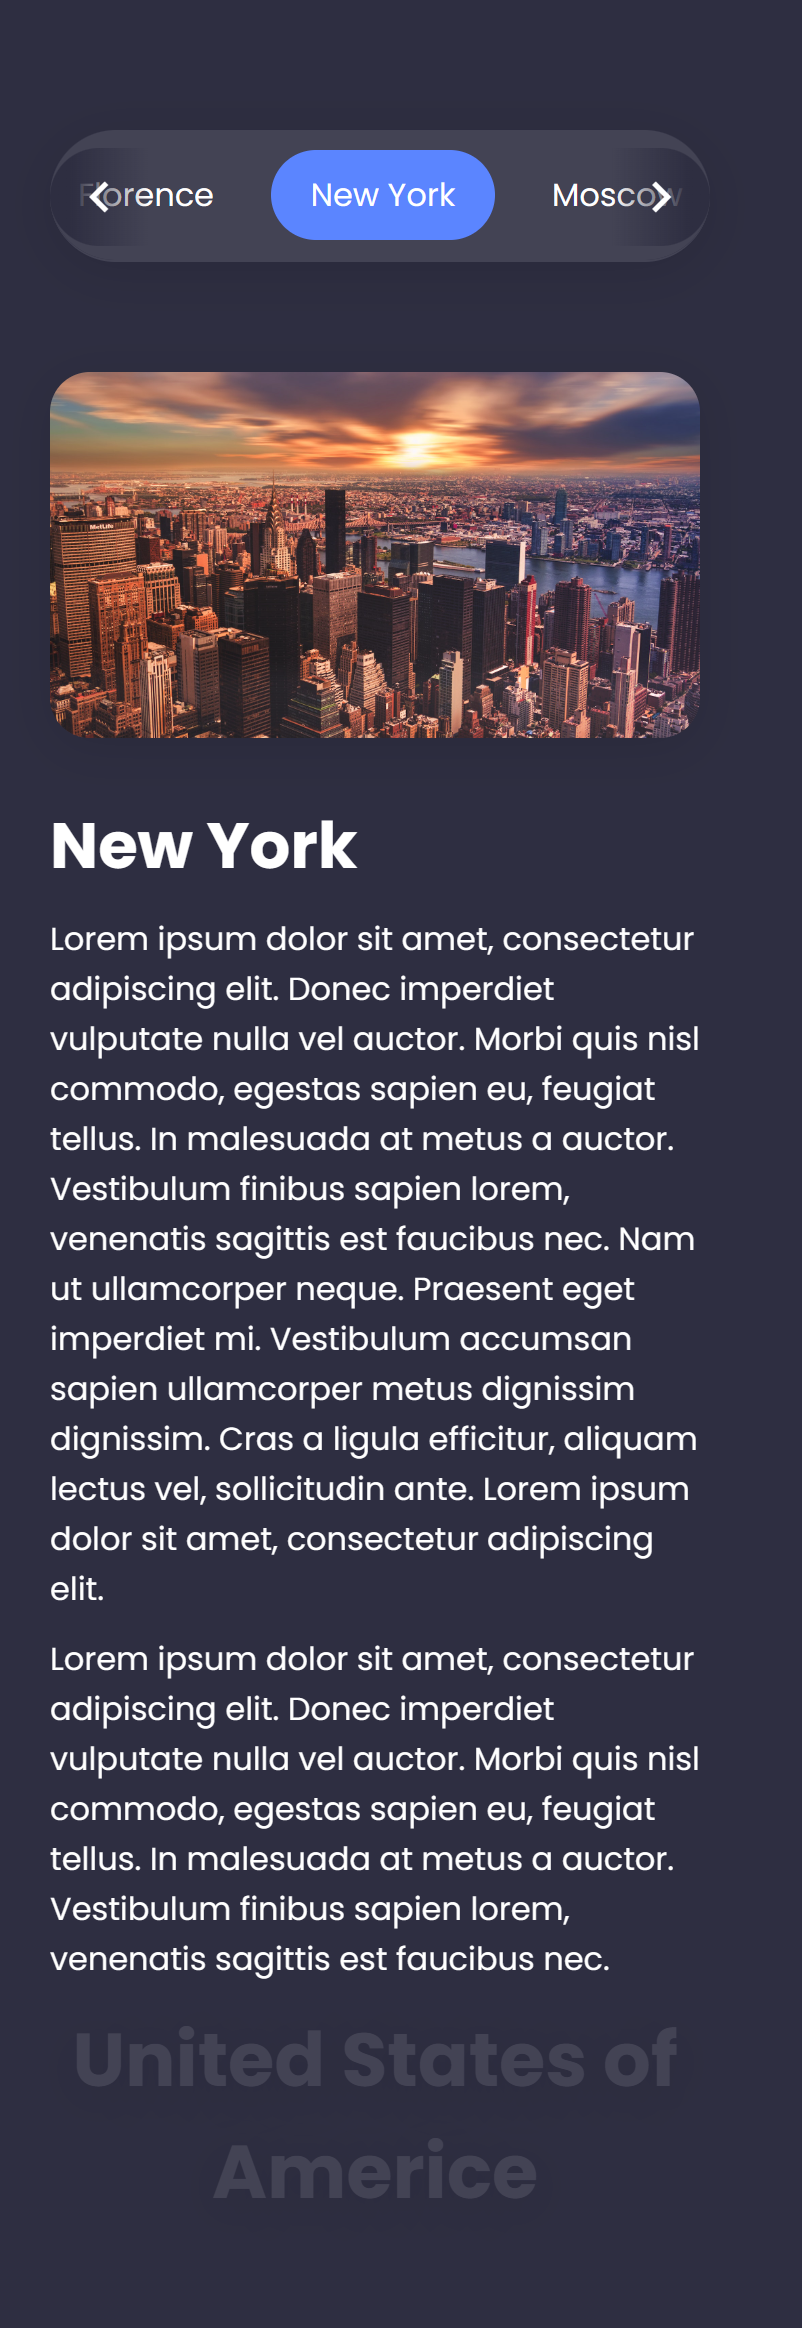 Florence New York Moscow
MetLife
New York
Lorem ipsum dolor sit amet, consectetur
adipiscing elit. Donec imperdiet
vulputate nulla vel auctor. Morbi quis nisl
commodo, egestas sapien eu, feugiat
tellus. In malesuada at metus a auctor.
Vestibulum finibus sapien lorem,
venenatis sagittis est faucibus nec. Nam
ut ullamcorper neque. Praesent eget
imperdiet mi. Vestibulum accumsan
sapien ullamcorper metus dignissim
dignissim. Cras a ligula efficitur, aliquam
lectus vel, sollicitudin ante. Lorem ipsum
dolor sit amet, consectetur adipiscing
elit.
Lorem ipsum dolor sit amet, consectetur
adipiscing elit. Donec imperdiet
vulputate nulla vel auctor. Morbi quis nisl
commodo, egestas sapien eu, feugiat
tellus. In malesuada at metus a auctor.
Vestibulum finibus sapien lorem,
venenatis sagittis est faucibus nec.
United States of
Americe